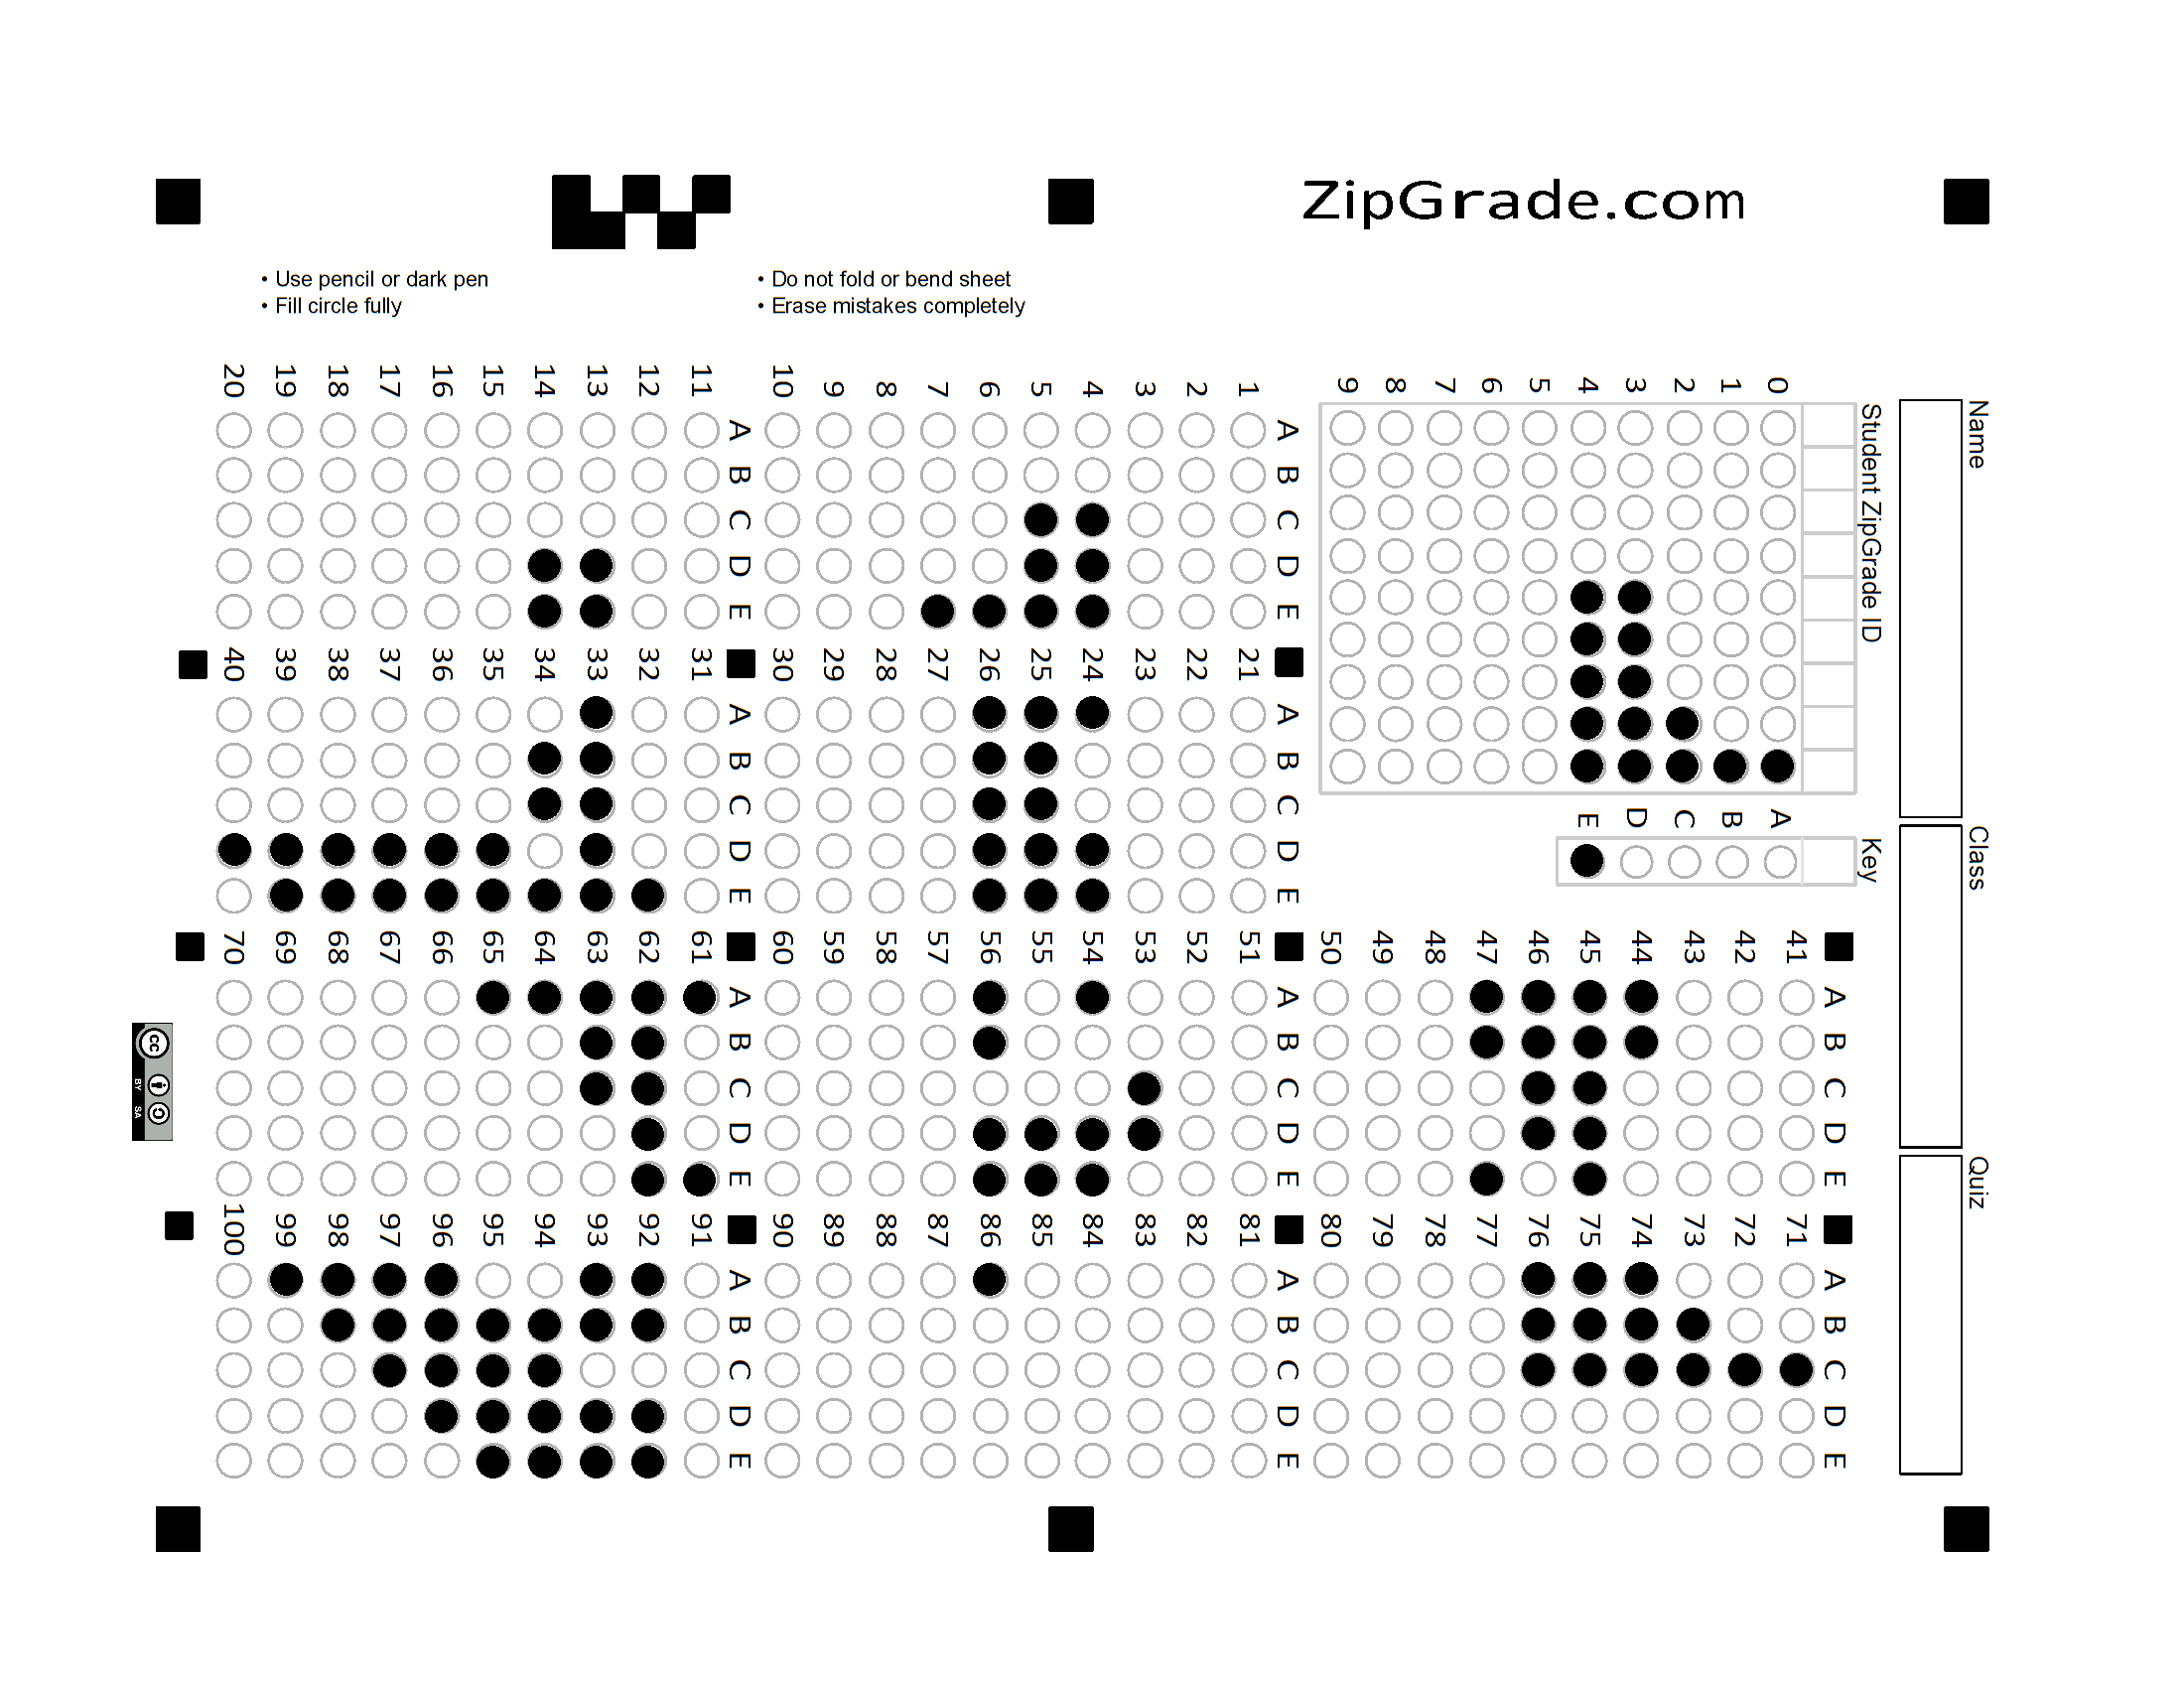 ZipGrade.com
• Use pencil or dark pen
• Fill circle fully
• Do not fold or bend sheet
• Erase mistakes completely
Name
Class
Quiz
Student ZipGrade ID
0 1 2 3 4 5 6 7 8 9
Key
A B C D E
A B C D E
1 2 3 4 5 6 7 8 9 10
A B C D E
11 12 13 14 15 16 17 18 19 20
A B C D E
21 22 23 24 25 26 27 28 29 30
A B C D E
31 32 33 34 35 36 37 38 39 40
A B C D E
41 42 43 44 45 46 47 48 49 50
A B C D E
51 52 53 54 55 56 57 58 59 60
A B C D E
61 62 63 64 65 66 67 68 69 70
A B C D E
71 72 73 74 75 76 77 78 79 80
A B C D E
81 82 83 84 85 86 87 88 89 90
A B C D E
91 92 93 94 95 96 97 98 99 100
cc BY SA